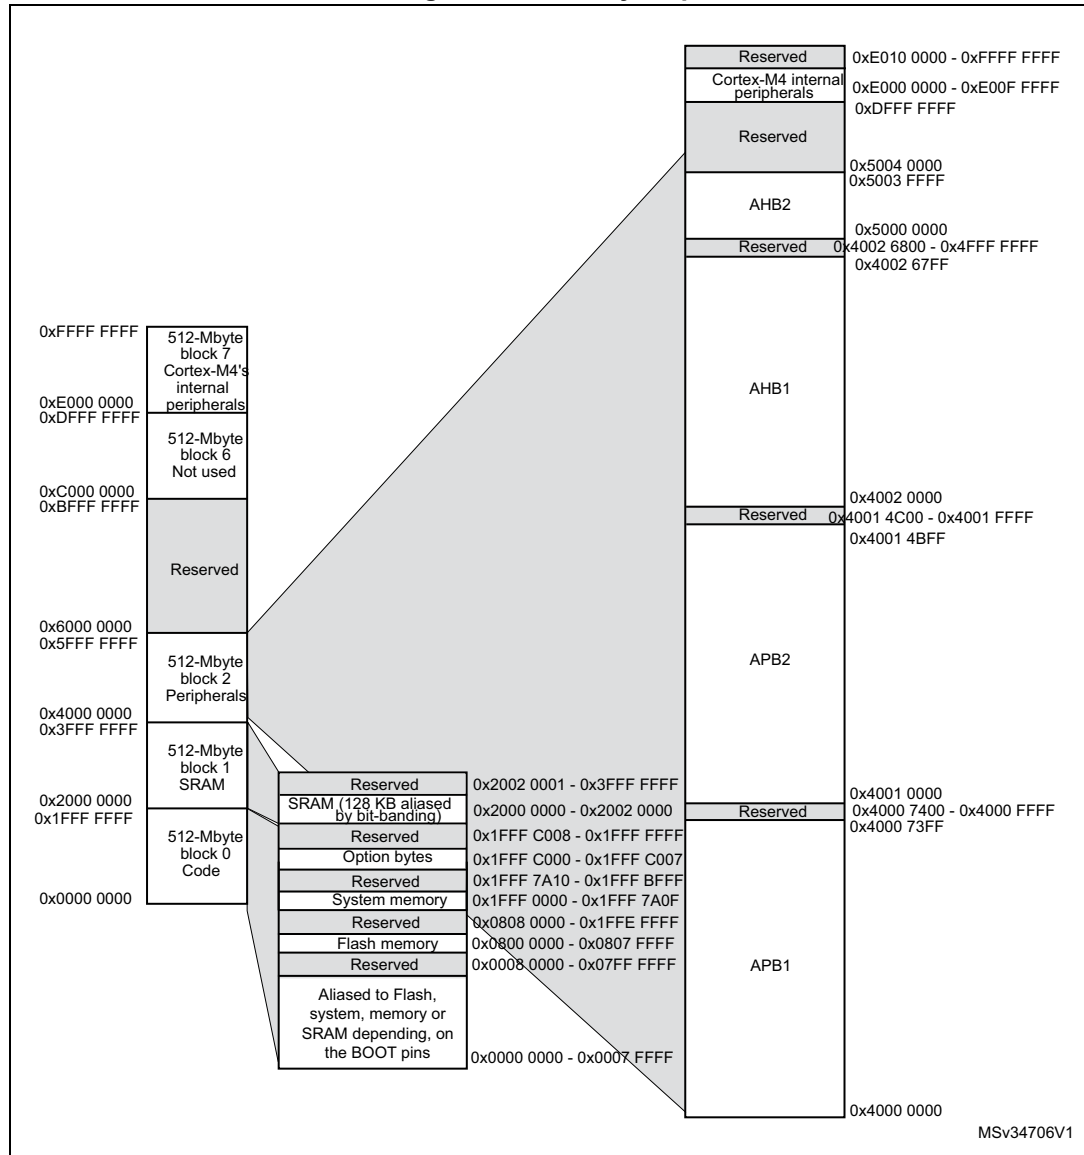 0xFFFF FFFF
512-Mbyte
block 7
Cortex-M4's
internal
peripherals
0xE000 0000
0xDFFF FFFF
512-Mbyte
block 6
Not used
0xC000 0000
0xBFFF FFFF
Reserved
0x6000 0000
0x5FFF FFFF
512-Mbyte
block 2
Peripherals
0x4000 0000
0x3FFF FFFF
512-Mbyte
block 1
SRAM
0x2000 0000
0x1FFF FFFF
512-Mbyte
block 0
Code
0x0000 0000
Reserved 0x2002 0001 - 0x3FFF FFFF
SRAM (128 KB aliased
by bit-banding)
0x2000 0000 - 0x2002 0000
Reserved 0x1FFF C008 - 0x1FFF FFFF
Option bytes 0x1FFF C000 - 0x1FFF C007
Reserved 0x1FFF 7A10 - 0x1FFF BFFF
System memory 0x1FFF 0000 - 0x1FFF 7A0F
Reserved 0x0808 0000 - 0x1FFE FFFF
Flash memory 0x0800 0000 - 0x0807 FFFF
Reserved 0x0008 0000 - 0x07FF FFFF
Aliased to Flash,
system, memory or
SRAM depending, on
the BOOT pins
0x0000 0000 - 0x0007 FFFF
Reserved 0xE010 0000 - 0xFFFF FFFF
Cortex-M4 internal
peripherals
0xE000 0000 - 0xE00F FFFF
0xDFFF FFFF
Reserved
0x5004 0000
0x5003 FFFF
AHB2
0x5000 0000
Reserved 0x4002 6800 - 0x4FFF FFFF
0x4002 67FF
AHB1
0x4002 0000
Reserved 0x4001 4C00 - 0x4001 FFFF
0x4001 4BFF
APB2
0x4001 0000
Reserved 0x4000 7400 - 0x4000 FFFF
0x4000 73FF
APB1
0x4000 0000
MSv34706V1